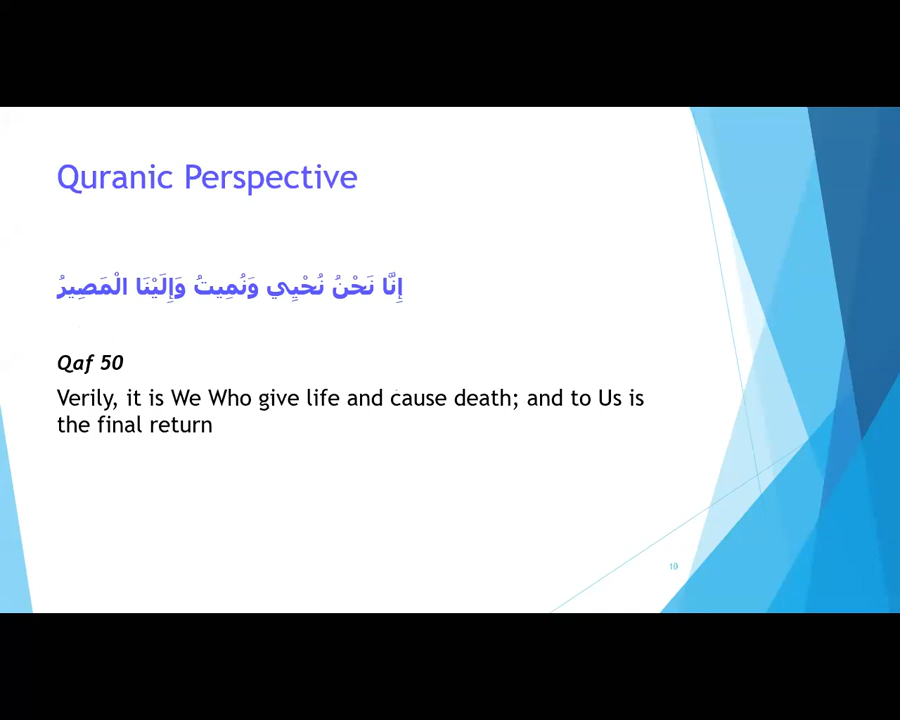 Quranic Perspective
إِنَّا نَحْنُ نُحْيِي وَنُمِيتُ وَإِلَيْنَا الْمَصِيرُ
Qaf 50
Verily, it is We Who give life and cause death; and to Us is
the final return
19